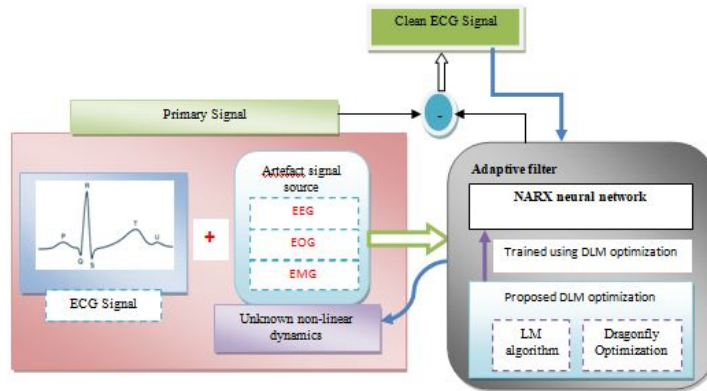 Clean ECG Signal
-
Primary Signal
Artefact signal
source
EEG
EOG
EMG
+
R
P
Q
S
T
U
ECG Signal
Unknown non-linear
dynamics
Adaptive filter
NARX neural network
Trained using DLM optimization
Proposed DLM optimization
LM
algorithm
Dragonfly
Optimization